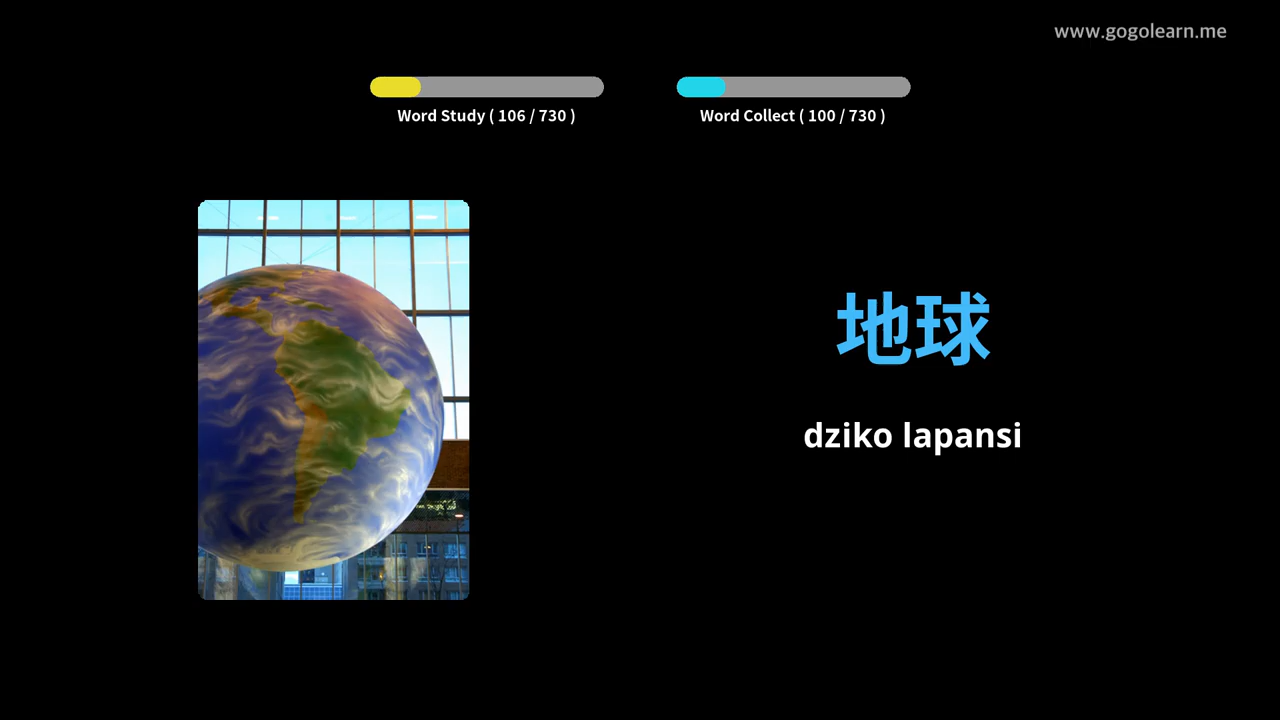 www.gogolearn.me
Word Study ( 106 / 730 )
Word Collect ( 100 / 730 )
地球
dziko lapansi